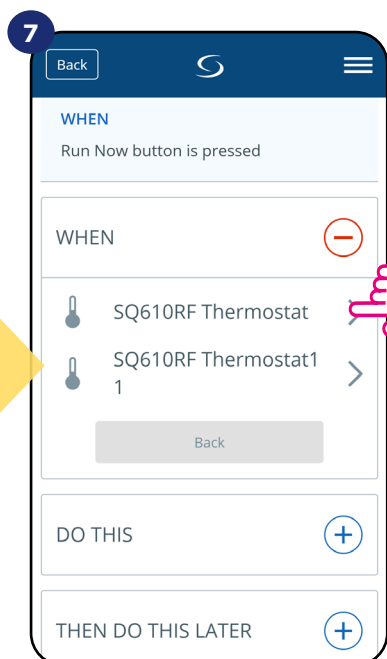 7
Back
WHEN
Run Now button is pressed
WHEN
SQ610RF Thermostat
SQ610RF Thermostat1
1
Back
DO THIS
THEN DO THIS LATER